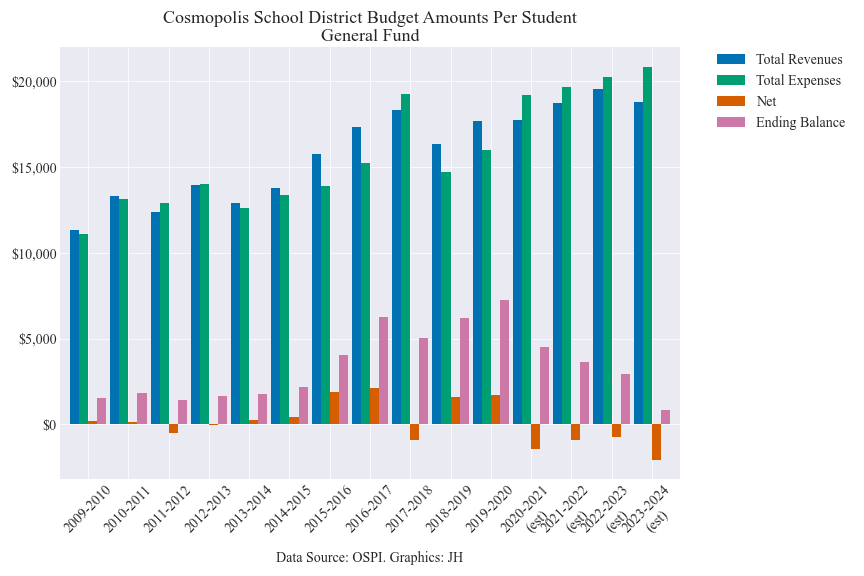 Cosmopolis School District Budget Amounts Per Student
General Fund
Total Revenues
Total Expenses
Net
Ending Balance
$20,000
$15,000
$10,000
$5,000
$0
2009-2010
2010-2011
2011-2012
2012-2013
2013-2014
2014-2015
2015-2016
2016-2017
2017-2018
2018-2019
2019-2020
2020-2021
(est)
2021-2022
(est)
2022-2023
(est)
2023-2024
(est)
Data Source: OSPI. Graphics: JH